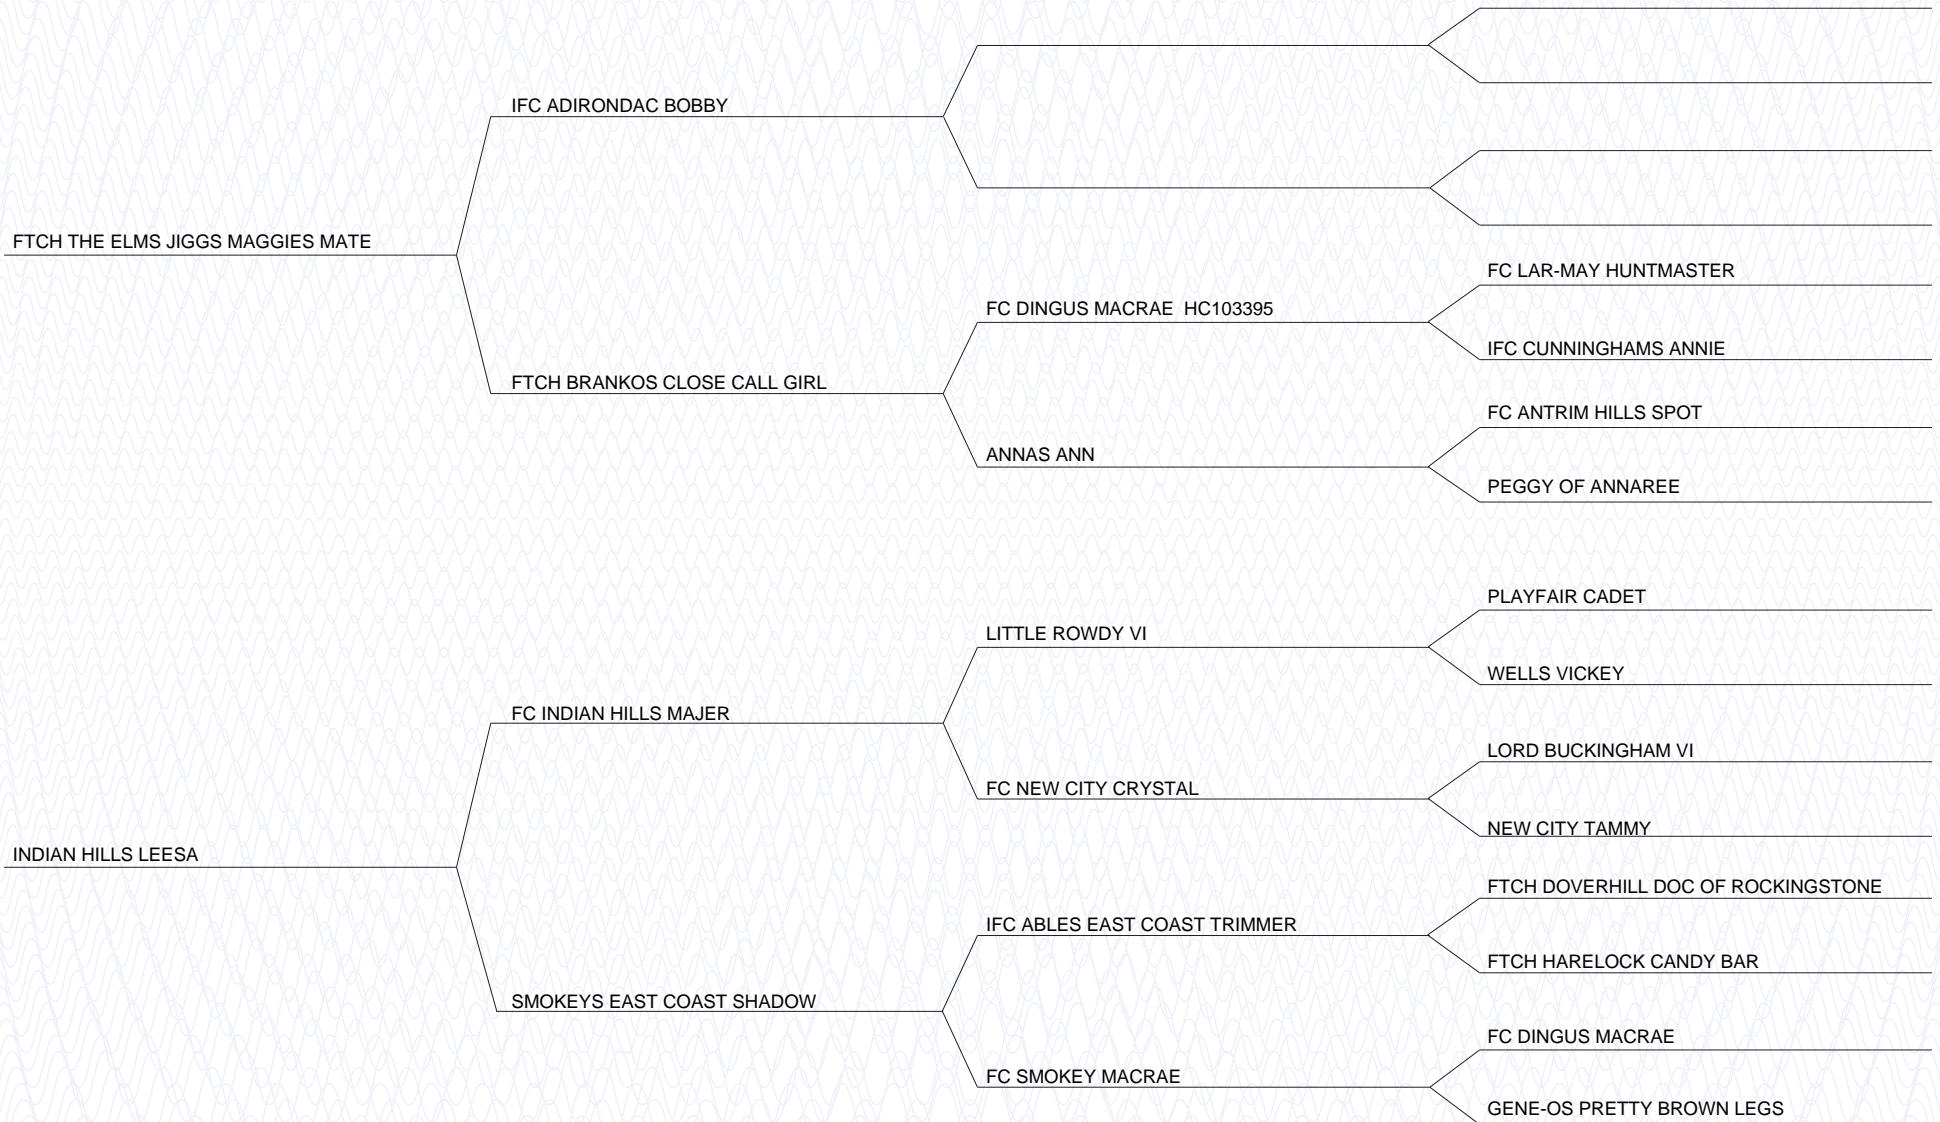 IFC ADIRONDAC BOBBY
FTCH THE ELMS JIGGS MAGGIES MATE
FC LAR-MAY HUNTMASTER
FC DINGUS MACRAE  HC103395
IFC CUNNINGHAMS ANNIE
FTCH BRANKOS CLOSE CALL GIRL
FC ANTRIM HILLS SPOT
ANNAS ANN
PEGGY OF ANNAREE
PLAYFAIR CADET
LITTLE ROWDY VI
WELLS VICKEY
FC INDIAN HILLS MAJER
LORD BUCKINGHAM VI
FC NEW CITY CRYSTAL
NEW CITY TAMMY
INDIAN HILLS LEESA
FTCH DOVERHILL DOC OF ROCKINGSTONE
IFC ABLES EAST COAST TRIMMER
FTCH HARELOCK CANDY BAR
SMOKEYS EAST COAST SHADOW
FC DINGUS MACRAE
FC SMOKEY MACRAE
GENE-OS PRETTY BROWN LEGS